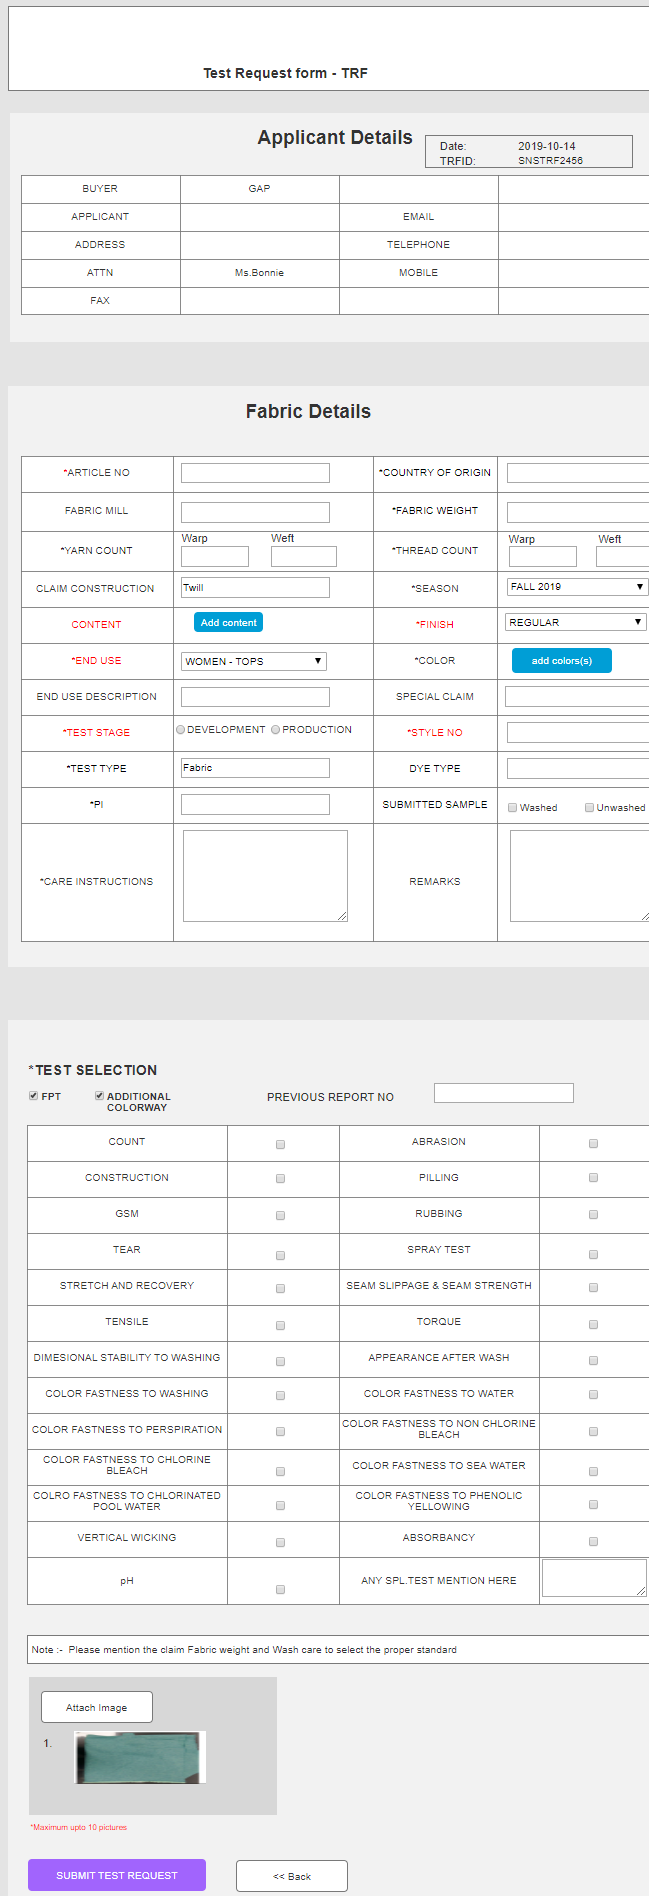 Test Request form - TRF
Applicant Details
Date: 2019-10-14
TRFID: SNSTRF2456
BUYER GAP
APPLICANT EMAIL
ADDRESS TELEPHONE
ATTN Ms.Bonnie MOBILE
FAX
Fabric Details
*ARTICLE NO *COUNTRY OF ORIGIN
FABRIC MILL *FABRIC WEIGHT
Warp Weft Warp Weft
*YARN COUNT *THREAD COUNT
CLAIM CONSTRUCTION Twill *SEASON FALL 2019
CONTENT Add content *FINISH REGULAR
*END USE WOMEN - TOPS *COLOR add colors(s)
END USE DESCRIPTION SPECIAL CLAIM
*TEST STAGE DEVELOPMENT PRODUCTION *STYLE NO
*TEST TYPE Fabric DYE TYPE
*PI SUBMITTED SAMPLE Washed Unwashed
*CARE INSTRUCTIONS REMARKS
*TEST SELECTION
FPT ADDITIONAL
COLORWAY
PREVIOUS REPORT NO
COUNT ABRASION
CONSTRUCTION PILLING
GSM RUBBING
TEAR SPRAY TEST
STRETCH AND RECOVERY SEAM SLIPPAGE & SEAM STRENGTH
TENSILE TORQUE
DIMESIONAL STABILITY TO WASHING APPEARANCE AFTER WASH
COLOR FASTNESS TO WASHING COLOR FASTNESS TO WATER
COLOR FASTNESS TO PERSPIRATION
COLOR FASTNESS TO NON CHLORINE
BLEACH
COLOR FASTNESS TO CHLORINE
BLEACH
COLOR FASTNESS TO SEA WATER
COLRO FASTNESS TO CHLORINATED
POOL WATER
COLOR FASTNESS TO PHENOLIC
YELLOWING
VERTICAL WICKING ABSORBANCY
pH ANY SPL.TEST MENTION HERE
Note :- Please mention the claim Fabric weight and Wash care to select the proper standard
Attach Image
1.
*Maximum upto 10 pictures
SUBMIT TEST REQUEST << Back